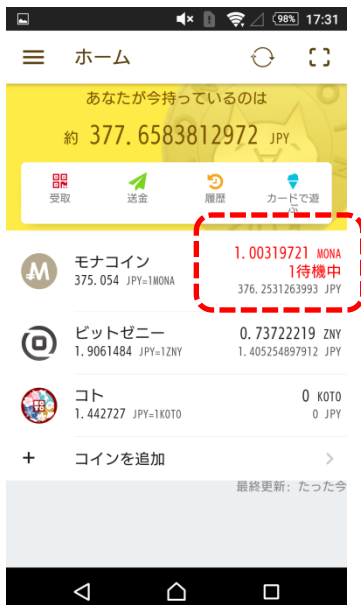 98% 17:31
ホーム
あなたが今持っているのは
約 377.6583812972 JPY
受取 送金 履歴 カードで遊ぶ
モナコイン
375.054 JPY=1MONA
1.00319721 MONA
1待機中
376.2531263993 JPY
ビットゼニー
1.9061484 JPY=1ZNY
0.73722219 ZNY
1.405254897912 JPY
コト
1.442727 JPY=1KOTO
0 KOTO
0 JPY
+ コインを追加
最終更新: たった今